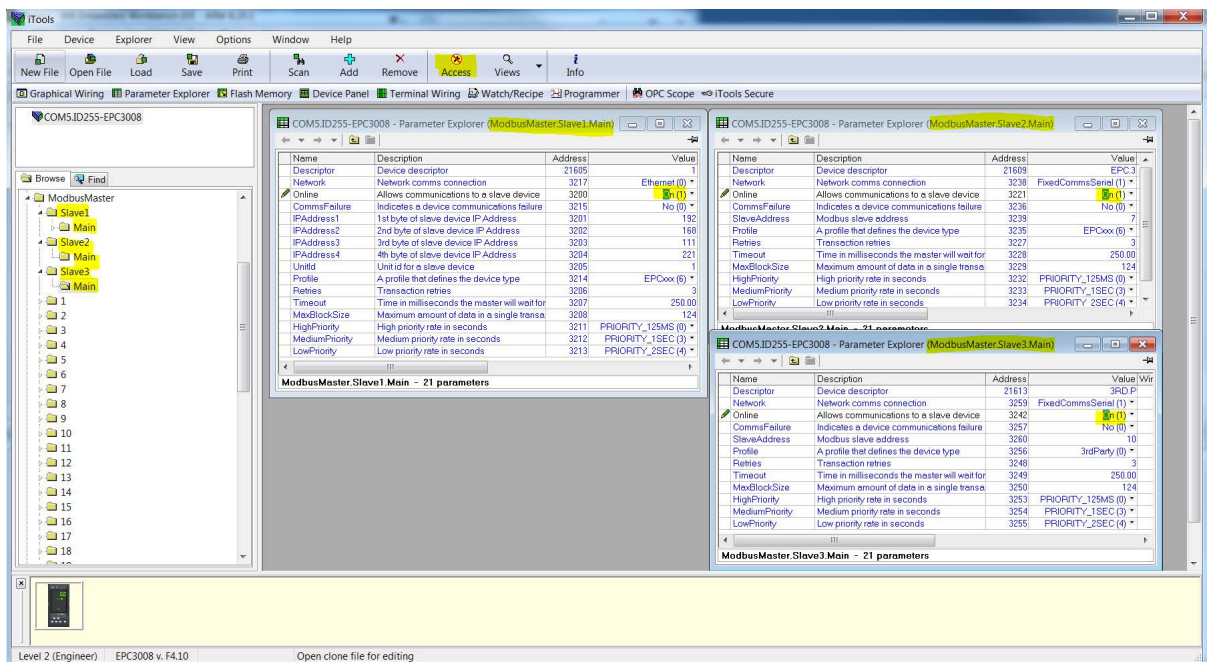 iTools
File Device Explorer View Options Window Help
New File Open File Load Save Print Scan Add Remove Access Views Info
Graphical Wiring Parameter Explorer Flash Memory Device Panel Terminal Wiring Watch/Recipe Programmer OPC Scope iTools Secure
COM5.ID255-EPC3008
Browse Find
ModbusMaster
Slave1
Main
Slave2
Main
Slave3
Main
1
2
3
4
5
6
7
8
9
10
11
12
13
14
15
16
17
18
COM5.ID255-EPC3008 - Parameter Explorer (ModbusMaster.Slave1.Main)
Name Description Address Value
Descriptor Device descriptor 21605 1
Network Network comms connection 3217 Ethernet (0)
Online Allows communications to a slave device 3200 On (1)
CommsFailure Indicates a device communications failure 3215 No (0)
IPAddress1 1st byte of slave device IP Address 3201 192
IPAddress2 2nd byte of slave device IP Address 3202 168
IPAddress3 3rd byte of slave device IP Address 3203 111
IPAddress4 4th byte of slave device IP Address 3204 221
UnitId Unit id for a slave device 3205 1
Profile A profile that defines the device type 3214 EPCxxx (6)
Retries Transaction retries 3206 3
Timeout Time in milliseconds the master will wait for 3207 250.00
MaxBlockSize Maximum amount of data in a single transa 3208 124
HighPriority High priority rate in seconds 3211 PRIORITY_125MS (0)
MediumPriority Medium priority rate in seconds 3212 PRIORITY_1SEC (3)
LowPriority Low priority rate in seconds 3213 PRIORITY_2SEC (4)
ModbusMaster.Slave1.Main - 21 parameters
COM5.ID255-EPC3008 - Parameter Explorer (ModbusMaster.Slave2.Main)
Name Description Address Value
Descriptor Device descriptor 21609 EPC.3
Network Network comms connection 3238 FixedCommsSerial (1)
Online Allows communications to a slave device 3221 On (1)
CommsFailure Indicates a device communications failure 3236 No (0)
SlaveAddress Modbus slave address 3239 7
Profile A profile that defines the device type 3235 EPCxxx (6)
Retries Transaction retries 3227 3
Timeout Time in milliseconds the master will wait for 3228 250.00
MaxBlockSize Maximum amount of data in a single transa 3229 124
HighPriority High priority rate in seconds 3232 PRIORITY_125MS (0)
MediumPriority Medium priority rate in seconds 3233 PRIORITY_1SEC (3)
LowPriority Low priority rate in seconds 3234 PRIORITY_2SEC (4)
ModbusMaster.Slave2.Main - 21 parameters
COM5.ID255-EPC3008 - Parameter Explorer (ModbusMaster.Slave3.Main)
Name Description Address Value Wir
Descriptor Device descriptor 21613 3RD.P
Network Network comms connection 3259 FixedCommsSerial (1)
Online Allows communications to a slave device 3242 On (1)
CommsFailure Indicates a device communications failure 3257 No (0)
SlaveAddress Modbus slave address 3260 10
Profile A profile that defines the device type 3256 3rdParty (0)
Retries Transaction retries 3248 3
Timeout Time in milliseconds the master will wait for 3249 250.00
MaxBlockSize Maximum amount of data in a single transa 3250 124
HighPriority High priority rate in seconds 3253 PRIORITY_125MS (0)
MediumPriority Medium priority rate in seconds 3254 PRIORITY_1SEC (3)
LowPriority Low priority rate in seconds 3255 PRIORITY_2SEC (4)
ModbusMaster.Slave3.Main - 21 parameters
Level 2 (Engineer) EPC3008 v. F4.10 Open clone file for editing